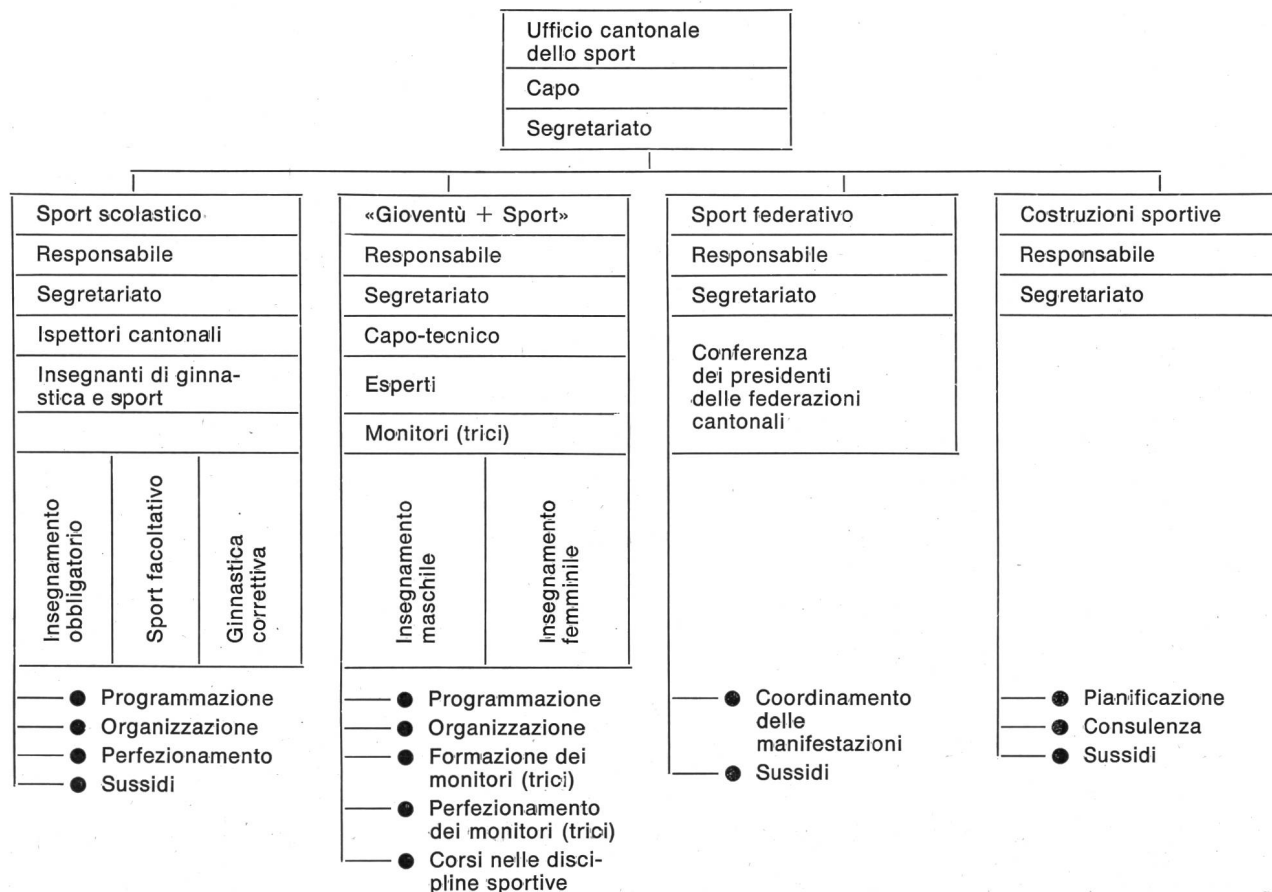 Ufficio cantonale
dello sport
Capo
Segretariato
Sport scolastico
Responsabile
Segretariato
Ispettori cantonali
Insegnanti di ginna-
stica e sport
Insegnamento
obbligatorio
Sport facoltativo
Ginnastica
correttiva
Programmazione
Organizzazione
Perfezionamento
Sussidi
«Gioventù + Sport»
Responsabile
Segretariato
Capo-tecnico
Esperti
Monitori (trici)
Insegnamento
maschile
Insegnamento
femminile
Programmazione
Organizzazione
Formazione dei
monitori (trici)
Perfezionamento
dei monitori (trici)
Corsi nelle disci-
pline sportive
Sport federativo
Responsabile
Segretariato
Conferenza
dei presidenti
delle federazioni
cantonali
Coordinamento
delle
manifestazioni
Sussidi
Costruzioni sportive
Responsabile
Segretariato
Pianificazione
Consulenza
Sussidi